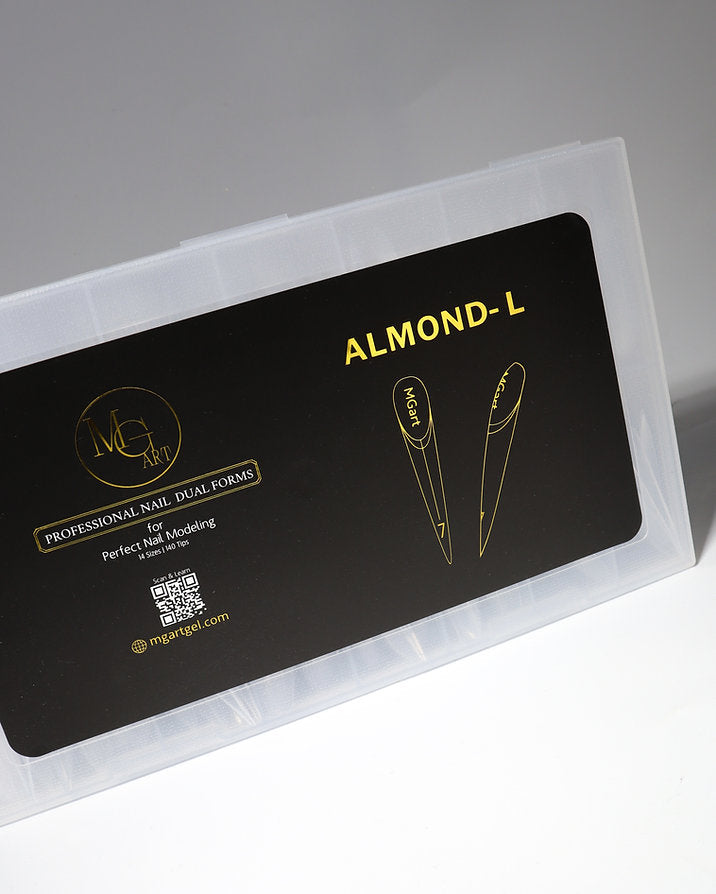 MG
ART
PROFESSIONAL NAIL DUAL FORMS
for
Perfect Nail Modeling
14 Sizes | 140 Tips
Scan & Learn
mgartgel.com
ALMOND-L
MGart
7
MGart